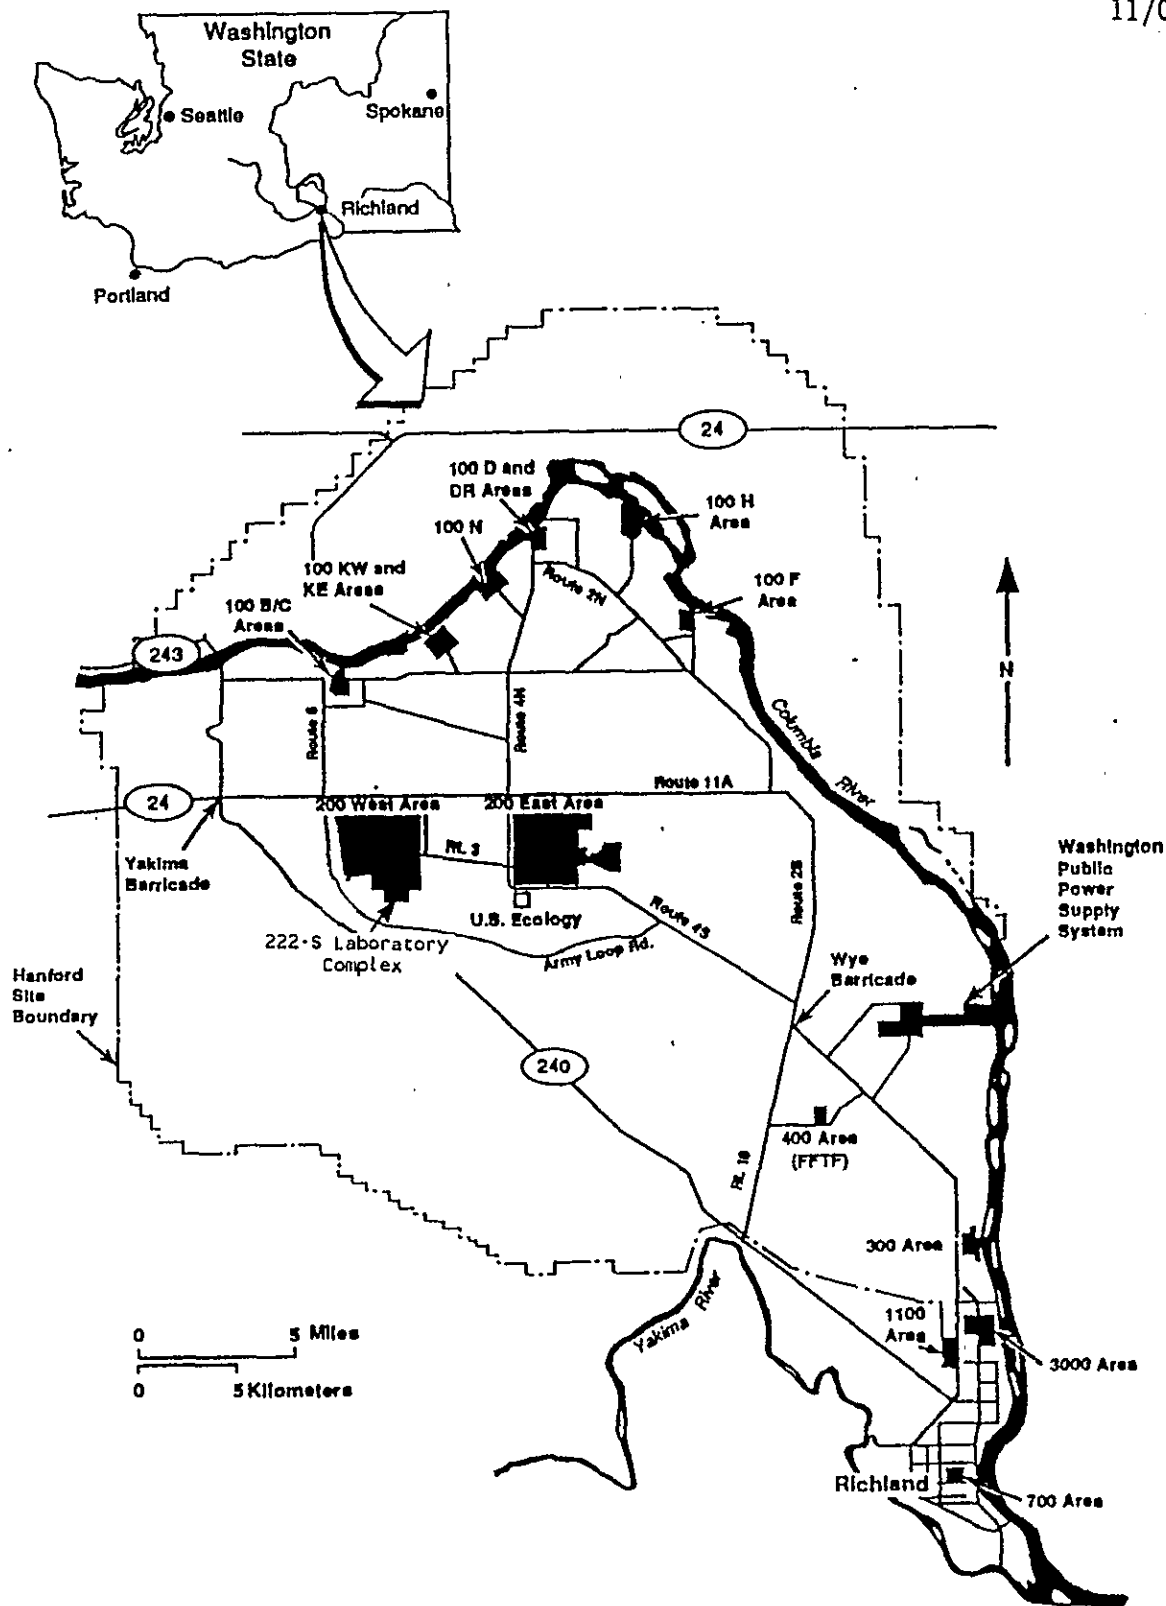 11/0
Washington
State
Seattle
Spokane
Richland
Portland
24
100 D and
DR Areas
100 H
Area
100 N
100 KW and
KE Areas
Route 2N
100 F
Area
100 B/C
Areas
243
N
Route 6
Route 4N
Columbia
River
Route 11A
24
200 West Area
200 East Area
Yakima
Barricade
Rt. 3
Route 2S
Washington
Public
Power
Supply
System
U.S. Ecology
Route 4S
222-S Laboratory
Complex
Army Loop Rd.
Wye
Barricade
Hanford
Site
Boundary
240
400 Area
(FFTF)
Rt. 10
300 Area
Yakima River
1100
Area
0 5 Miles
0 5 Kilometers
3000 Area
Richland
700 Area